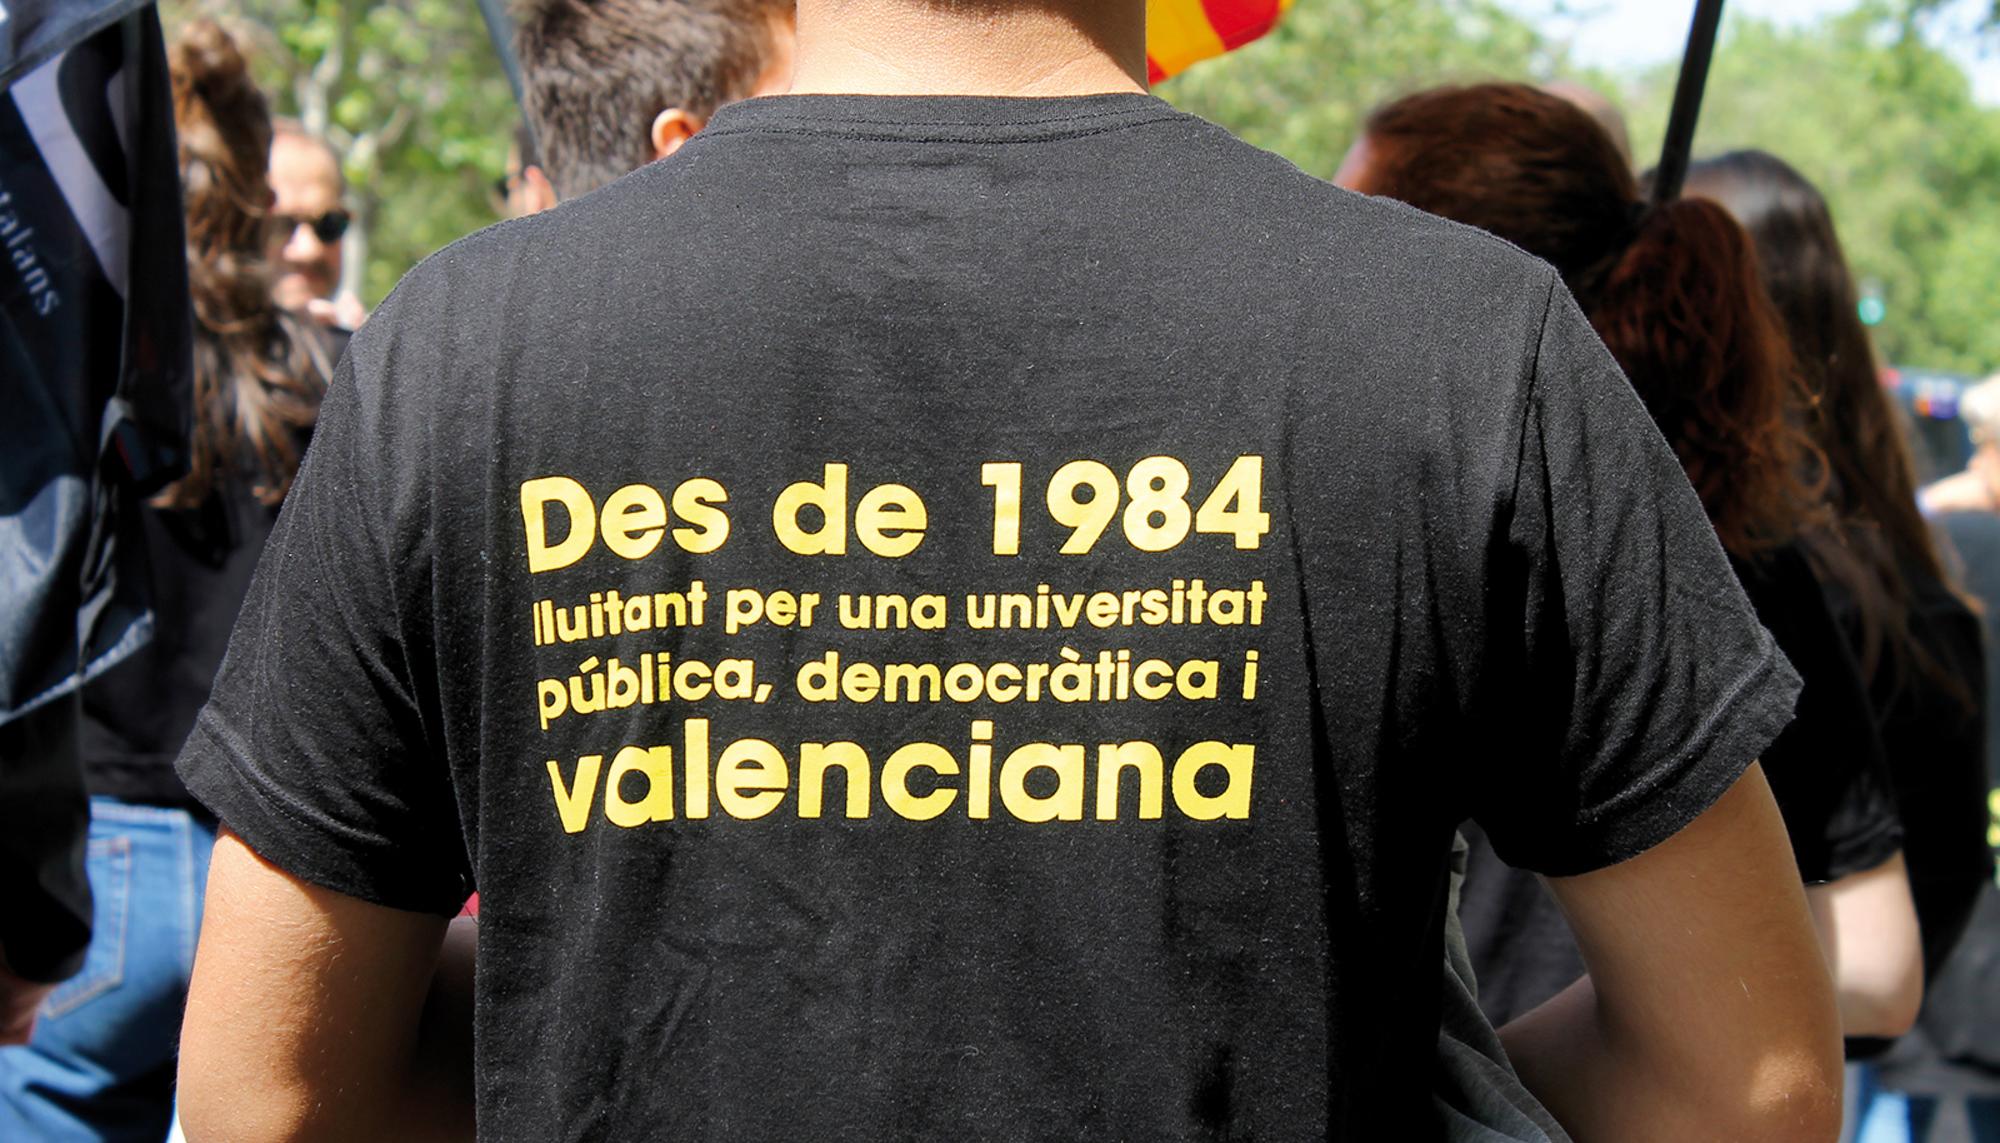 Des de 1984
lluitant per una universitat
pública, democràtica i
valenciana